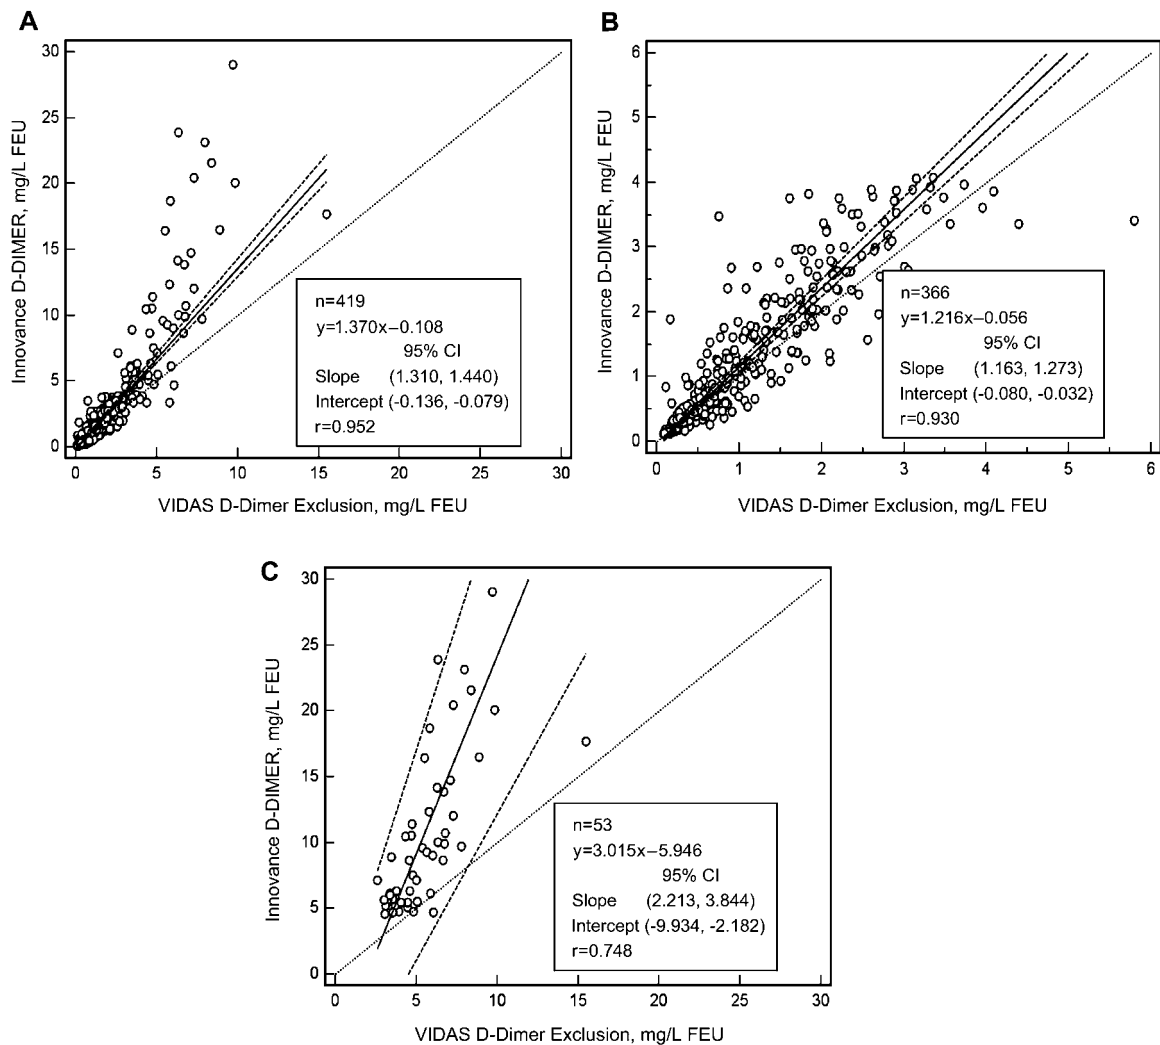 A
30
25
20
15
10
5
0
Innovance D-DIMER, mg/L FEU
n=419
y=1.370x−0.108
95% CI
Slope (1.310, 1.440)
Intercept (-0.136, -0.079)
r=0.952
0 5 10 15 20 25 30
VIDAS D-Dimer Exclusion, mg/L FEU
B
6
5
4
3
2
1
0
Innovance D-DIMER, mg/L FEU
n=366
y=1.216x−0.056
95% CI
Slope (1.163, 1.273)
Intercept (-0.080, -0.032)
r=0.930
0 1 2 3 4 5 6
VIDAS D-Dimer Exclusion, mg/L FEU
C
30
25
20
15
10
5
0
Innovance D-DIMER, mg/L FEU
n=53
y=3.015x−5.946
95% CI
Slope (2.213, 3.844)
Intercept (-9.934, -2.182)
r=0.748
0 5 10 15 20 25 30
VIDAS D-Dimer Exclusion, mg/L FEU